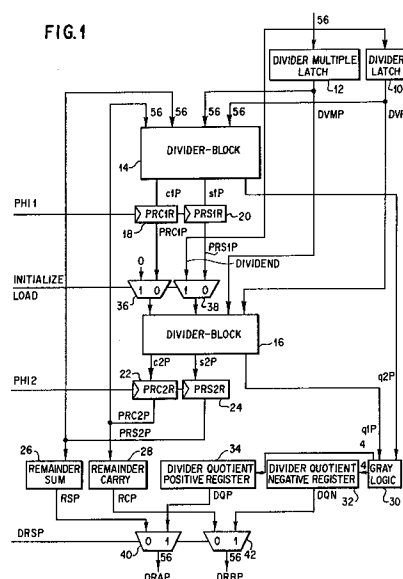 FIG.1
56
DIVIDER MULTIPLE
LATCH
12
DIVIDER
LATCH
10
DVMP
56 56 56 56
DIVIDER-BLOCK
14
c1P s1P
PHI 1
PRC1R PRS1R
18 20
PRC1P
PRS1P
DIVIDEND
INITIALIZE
LOAD
0
1 0 1 0
36 38
DIVIDER-BLOCK
16
c2P s2P
q2P
PHI2
22
PRC2R PRS2R
24
PRC2P
PRS2P
q1P
26 28 34
REMAINDER
SUM
REMAINDER
CARRY
DIVIDER QUOTIENT
POSITIVE REGISTER
4
DIVIDER QUOTIENT
NEGATIVE REGISTER
32
4
GRAY
LOGIC
30
RSP RCP DQP DQN
DRSP
0 1 0 1
40 42
56 56
DRAP DRBP